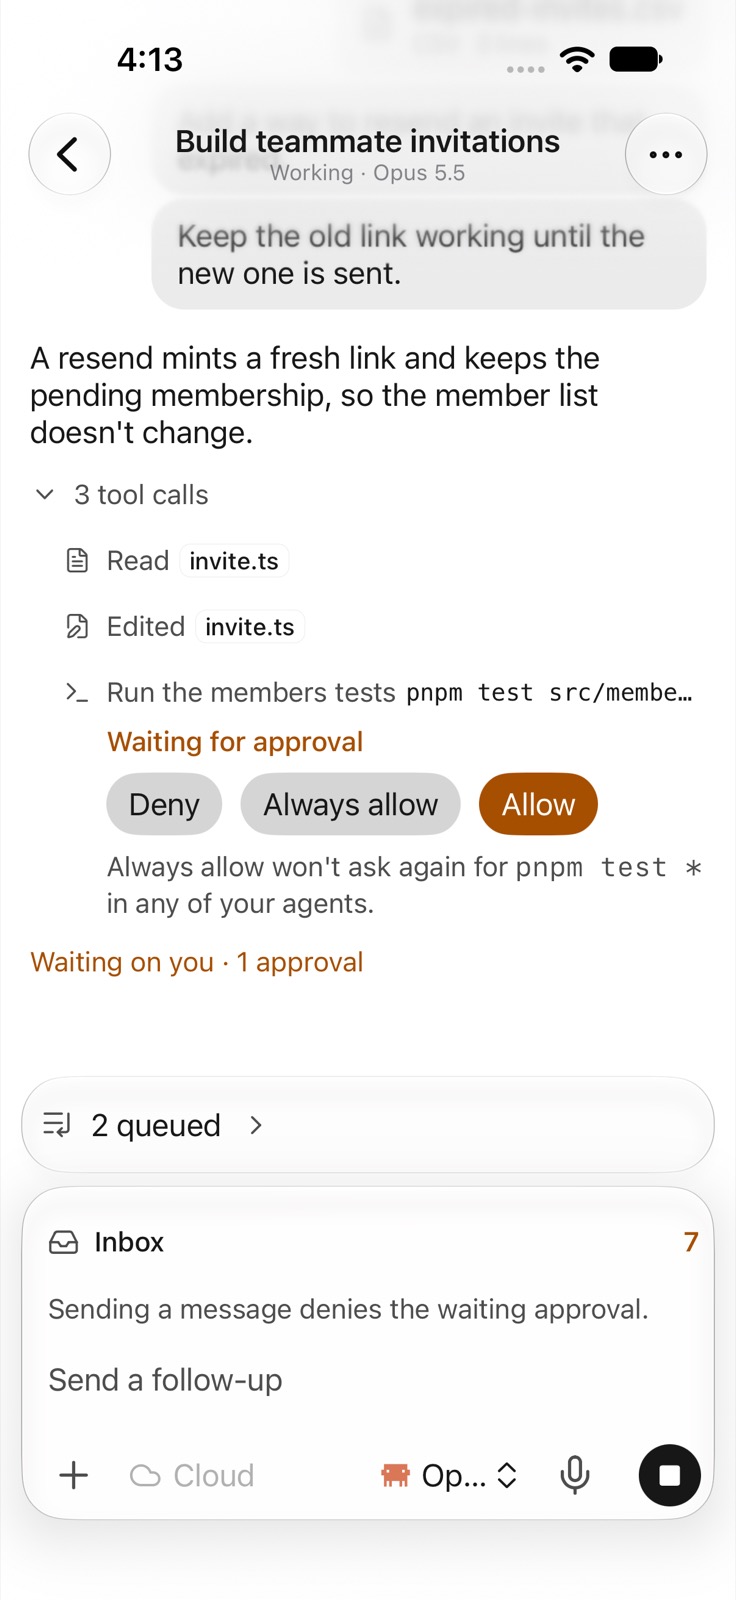 4:13
Build teammate invitations
Working · Opus 5.5
Keep the old link working until the
new one is sent.
A resend mints a fresh link and keeps the
pending membership, so the member list
doesn't change.
3 tool calls
Read invite.ts
Edited invite.ts
Run the members tests pnpm test src/membe…
Waiting for approval
Deny
Always allow
Allow
Always allow won't ask again for pnpm test *
in any of your agents.
Waiting on you · 1 approval
2 queued
Inbox
7
Sending a message denies the waiting approval.
Send a follow-up
Cloud
Op...